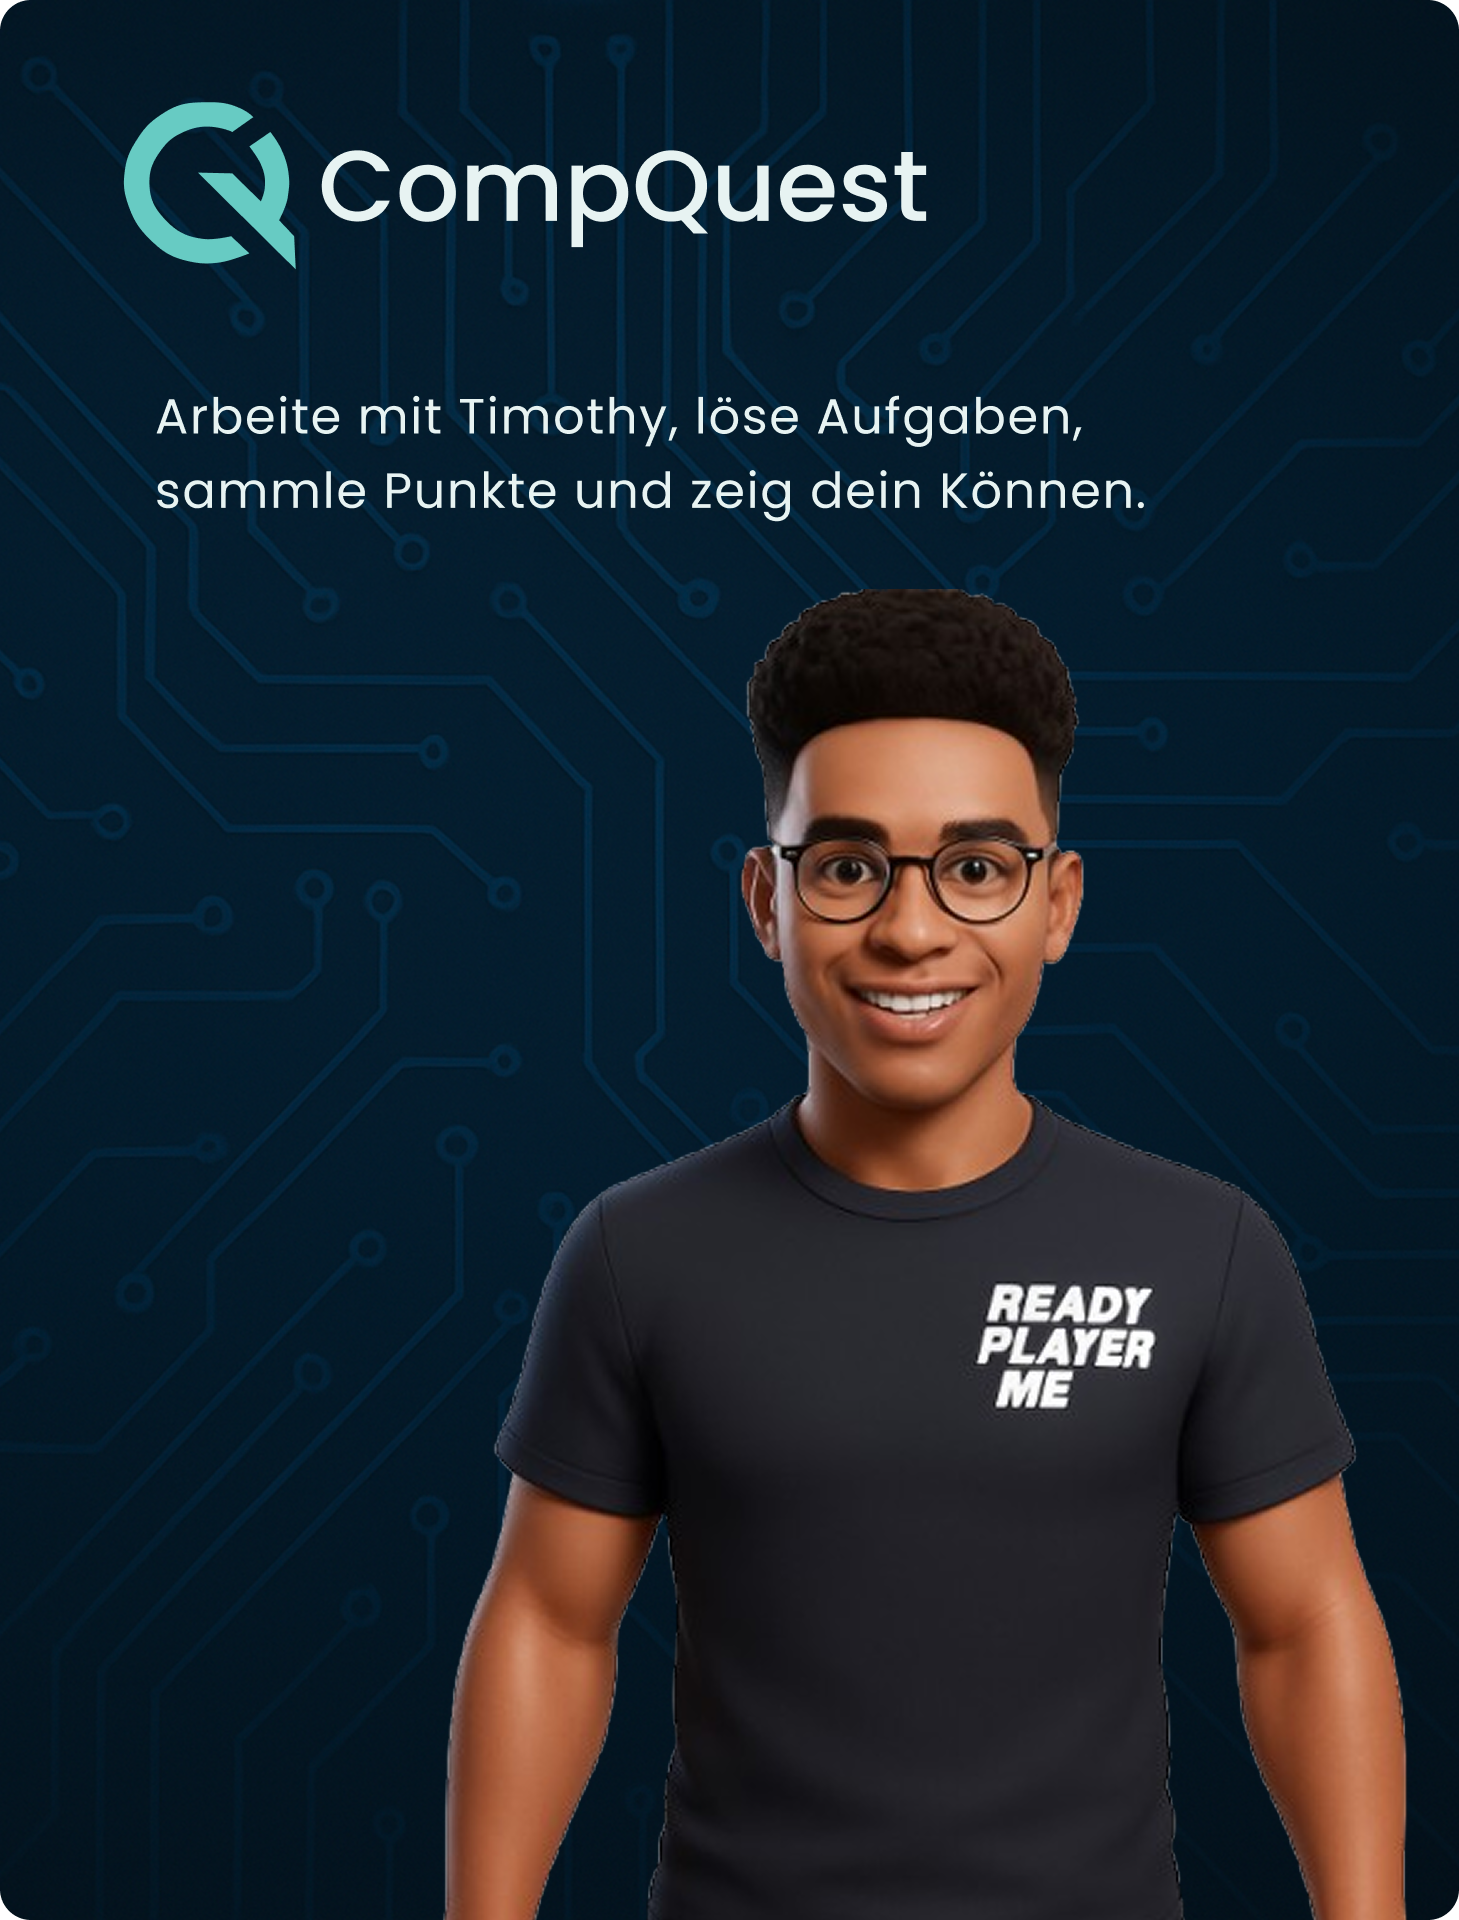 CompQuest
Arbeite mit Timothy, löse Aufgaben,
sammle Punkte und zeig dein Können.
READY
PLAYER
ME